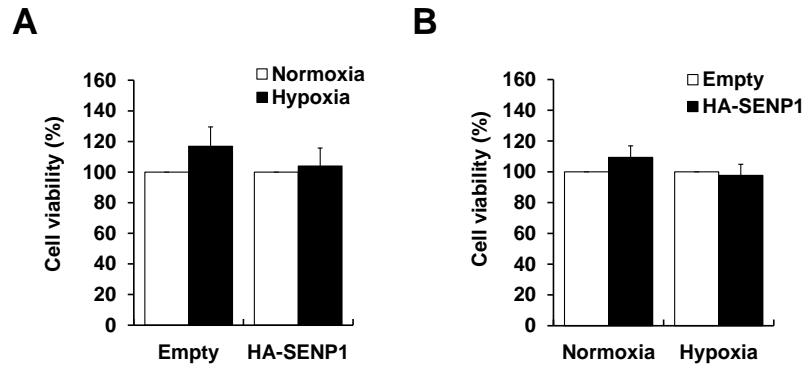 A
Cell viability (%)
160
140
120
100
80
60
40
20
0
Normoxia
Hypoxia
Empty HA-SENP1
B
Cell viability (%)
160
140
120
100
80
60
40
20
0
Empty
HA-SENP1
Normoxia Hypoxia